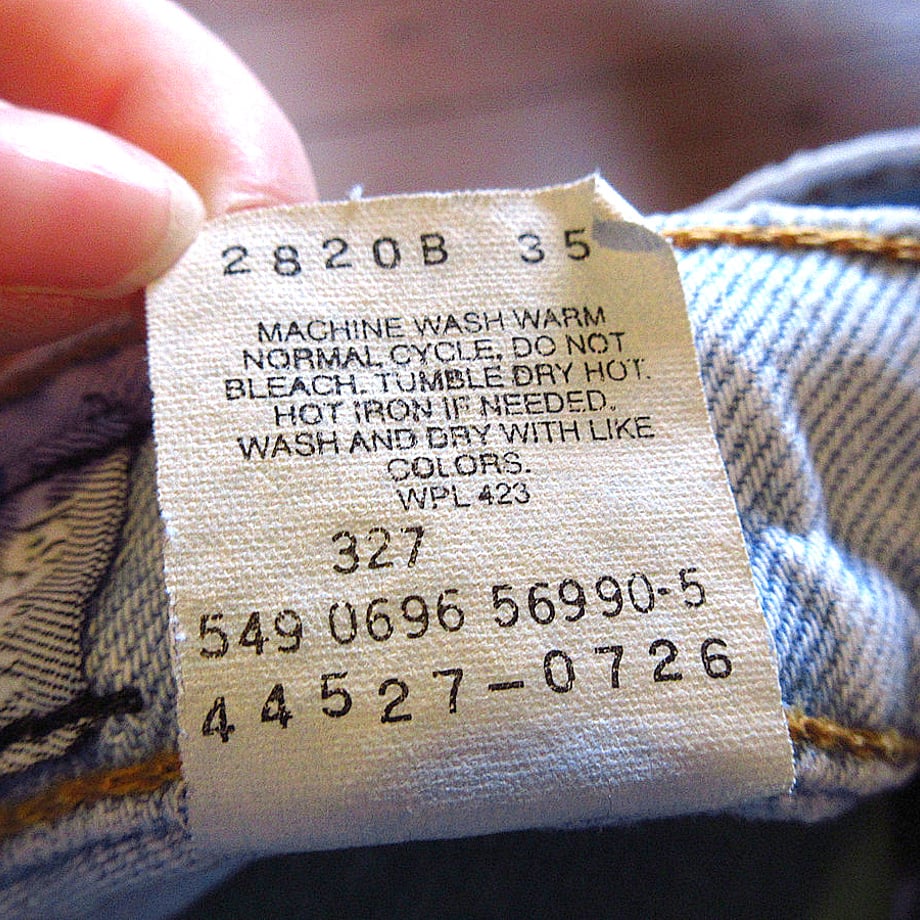 2820B 35
MACHINE WASH WARM
NORMAL CYCLE, DO NOT
BLEACH. TUMBLE DRY HOT.
HOT IRON IF NEEDED.
WASH AND DRY WITH LIKE
COLORS.
WPL 423
327
549 0696 56990-5
44527-0726